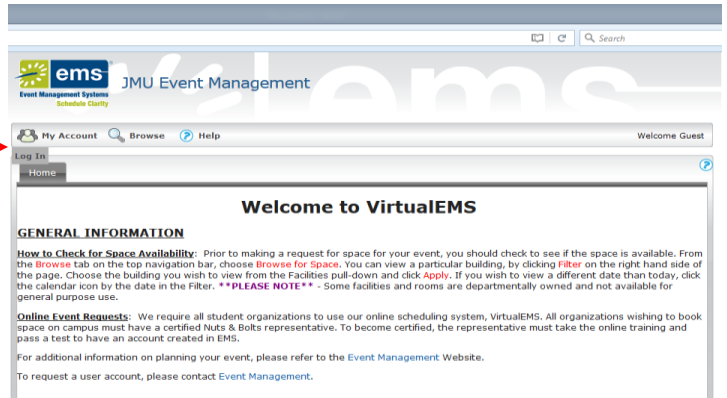 Search
ems
Event Management Systems
Schedule Clarity
JMU Event Management
ems
My Account Browse ? Help Welcome Guest
Log In
Home ?
Welcome to VirtualEMS
GENERAL INFORMATION
How to Check for Space Availability: Prior to making a request for space for your event, you should check to see if the space is available. From
the Browse tab on the top navigation bar, choose Browse for Space. You can view a particular building, by clicking Filter on the right hand side of
the page. Choose the building you wish to view from the Facilities pull-down and click Apply. If you wish to view a different date than today, click
the calendar icon by the date in the Filter. **PLEASE NOTE** - Some facilities and rooms are departmentally owned and not available for
general purpose use.
Online Event Requests: We require all student organizations to use our online scheduling system, VirtualEMS. All organizations wishing to book
space on campus must have a certified Nuts & Bolts representative. To become certified, the representative must take the online training and
pass a test to have an account created in EMS.
For additional information on planning your event, please refer to the Event Management Website.
To request a user account, please contact Event Management.